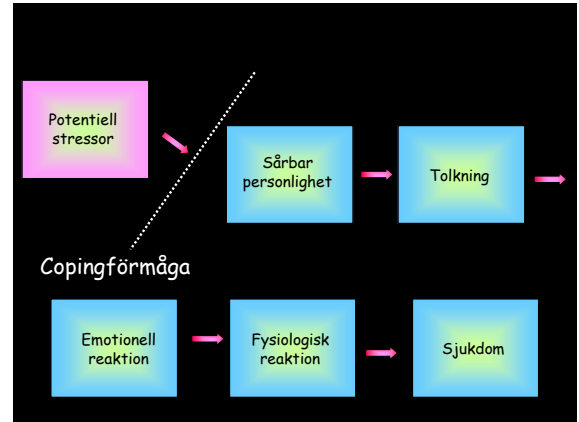 Potentiell
stressor
Sårbar
personlighet
Tolkning
Copingförmåga
Emotionell
reaktion
Fysiologisk
reaktion
Sjukdom